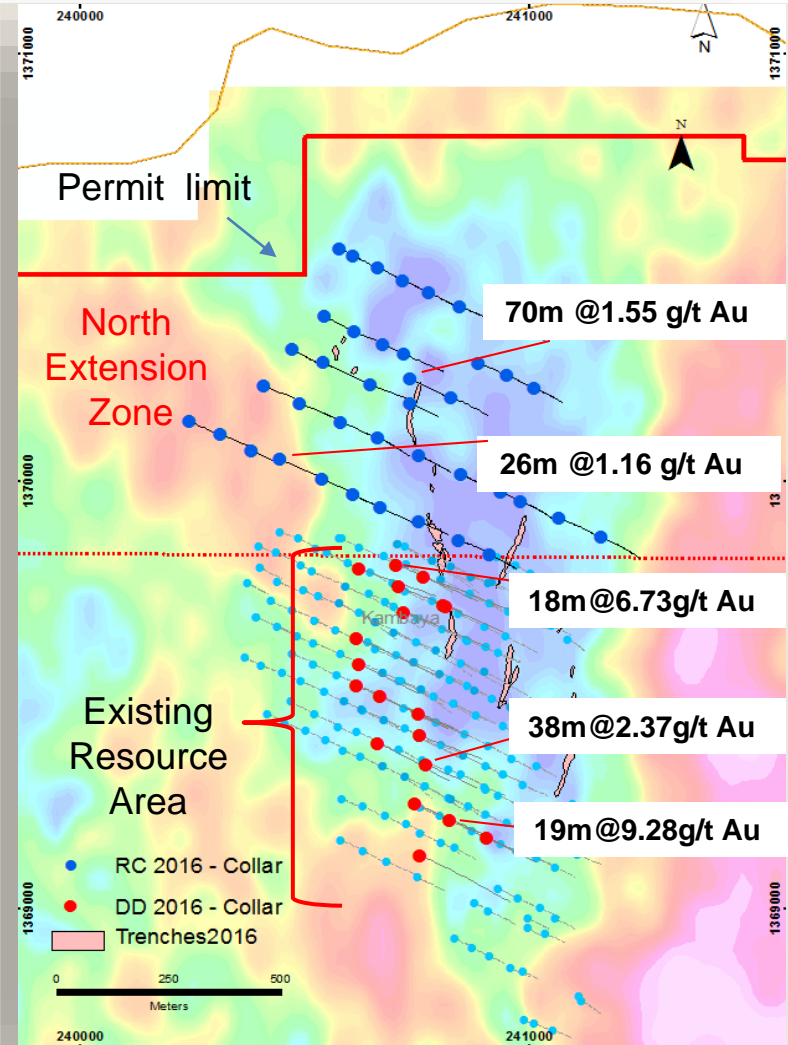 240000
241000
1371000
1371000
N
N
Permit limit
North
Extension
Zone
70m @1.55 g/t Au
26m @1.16 g/t Au
1370000
18m@6.73g/t Au
Kambaya
Existing
Resource
Area
38m@2.37g/t Au
19m@9.28g/t Au
RC 2016 - Collar
DD 2016 - Collar
Trenches2016
1369000
0 250 500
Meters
240000
241000